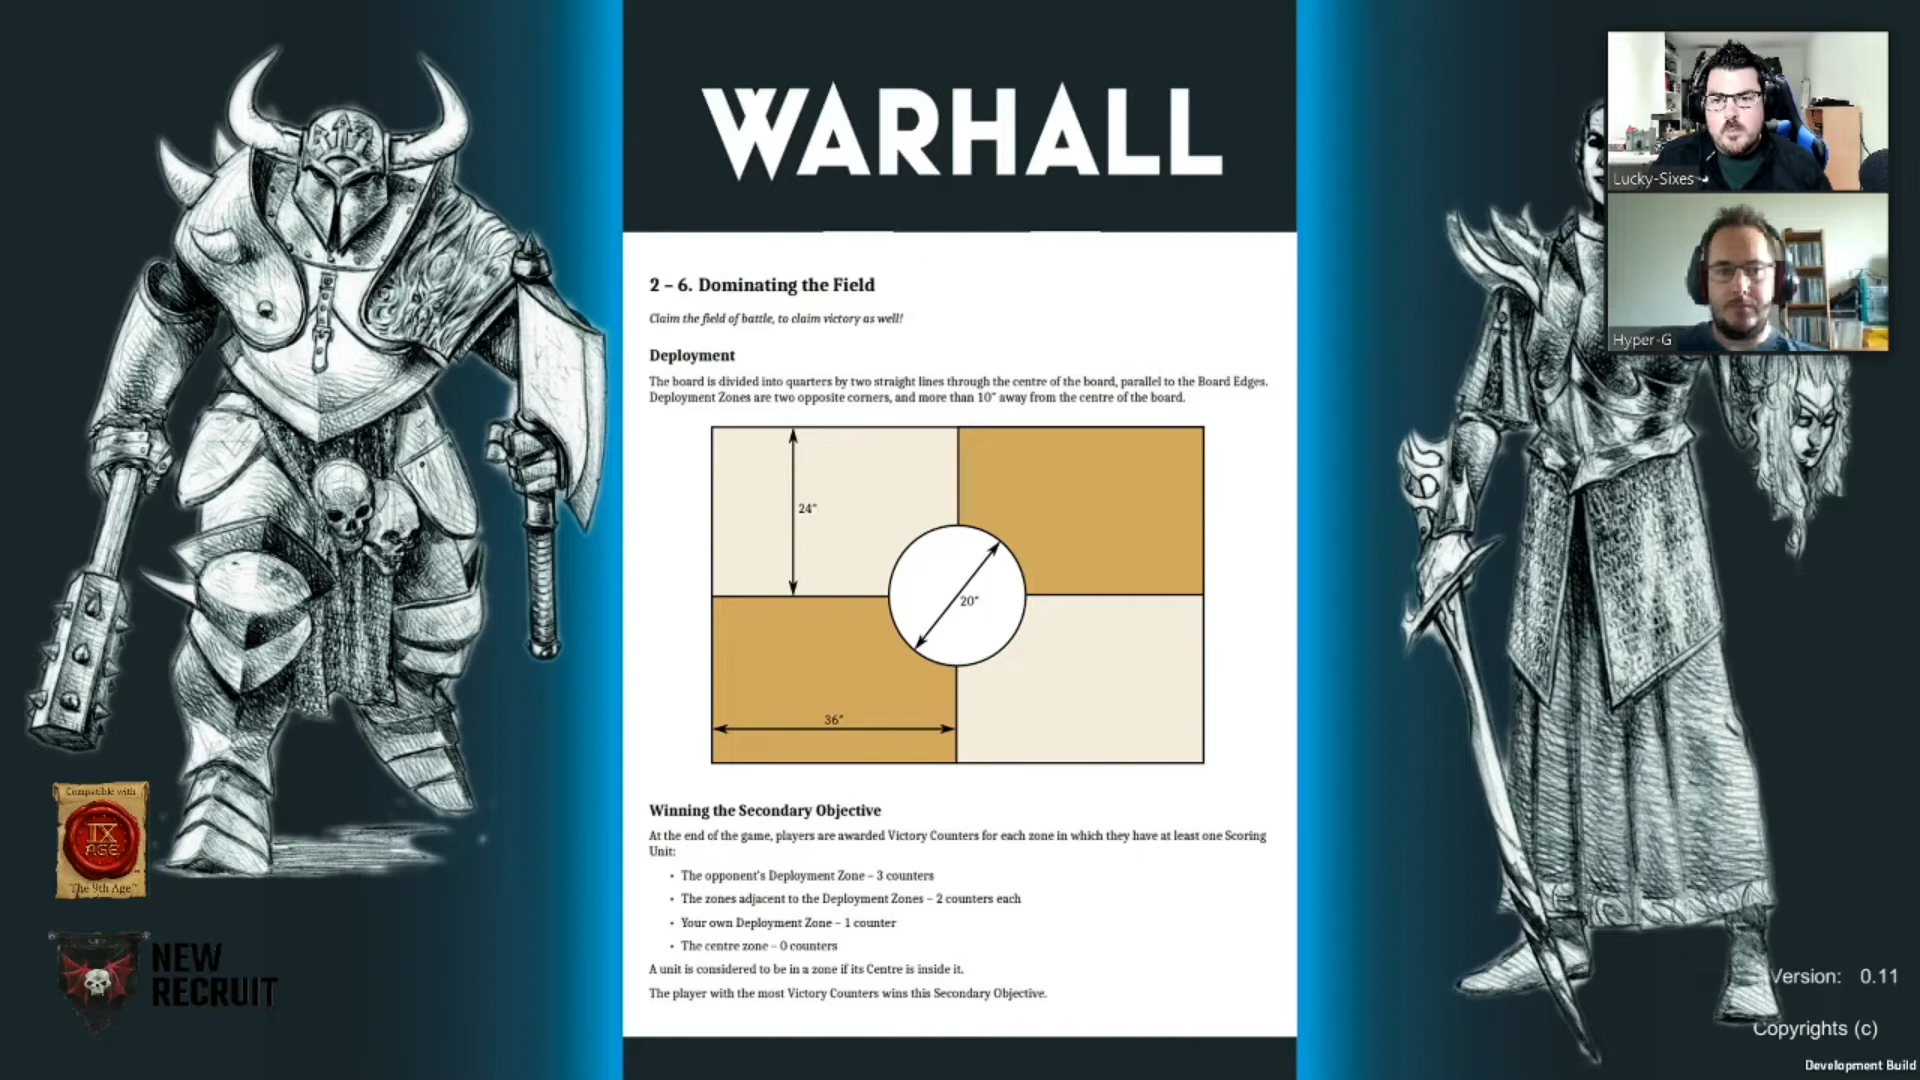 WARHALL
Lucky-Sixes
Hyper-G
2 – 6. Dominating the Field
Claim the field of battle, to claim victory as well!
Deployment
The board is divided into quarters by two straight lines through the centre of the board, parallel to the Board Edges.
Deployment Zones are two opposite corners, and more than 10" away from the centre of the board.
24"
20"
36"
Winning the Secondary Objective
At the end of the game, players are awarded Victory Counters for each zone in which they have at least one Scoring
Unit:
• The opponent's Deployment Zone – 3 counters
• The zones adjacent to the Deployment Zones – 2 counters each
• Your own Deployment Zone – 1 counter
• The centre zone – 0 counters
A unit is considered to be in a zone if its Centre is inside it.
The player with the most Victory Counters wins this Secondary Objective.
Compatible with
IX
AGE
The 9th Age
NEW
RECRUIT
Version: 0.11
Copyrights (c)
Development Build